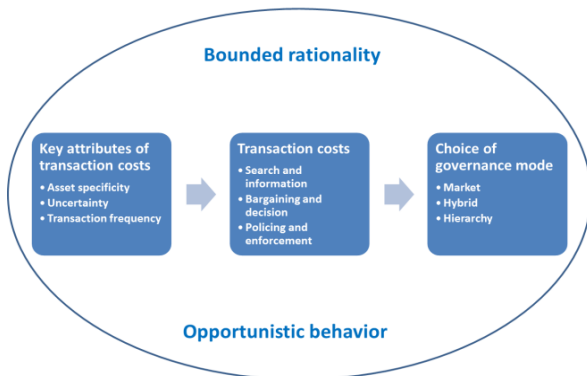 Bounded rationality
Key attributes of
transaction costs
• Asset specificity
• Uncertainty
• Transaction frequency
Transaction costs
• Search and
information
• Bargaining and
decision
• Policing and
enforcement
Choice of
governance mode
• Market
• Hybrid
• Hierarchy
Opportunistic behavior